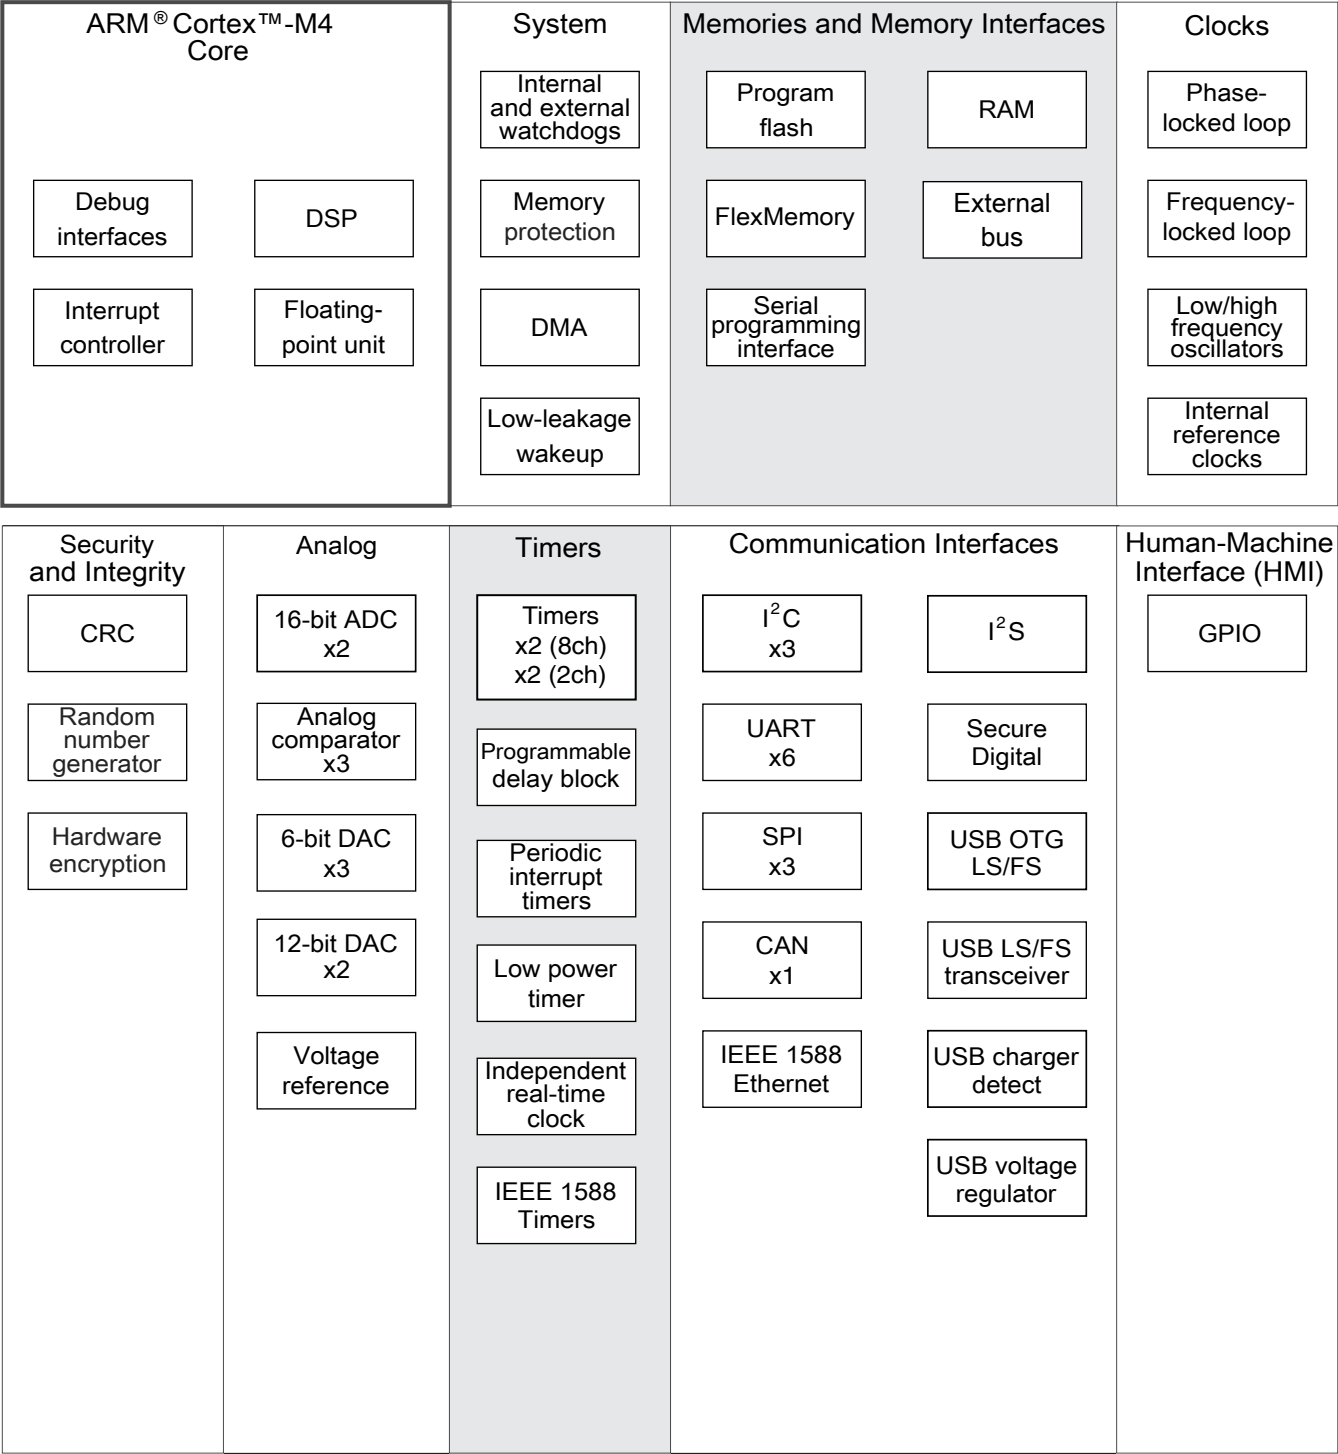 ARM® Cortex™-M4
Core
Debug
interfaces
DSP
Interrupt
controller
Floating-
point unit
System
Internal
and external
watchdogs
Memory
protection
DMA
Low-leakage
wakeup
Memories and Memory Interfaces
Program
flash
RAM
FlexMemory
External
bus
Serial
programming
interface
Clocks
Phase-
locked loop
Frequency-
locked loop
Low/high
frequency
oscillators
Internal
reference
clocks
Security
and Integrity
CRC
Random
number
generator
Hardware
encryption
Analog
16-bit ADC
x2
Analog
comparator
x3
6-bit DAC
x3
12-bit DAC
x2
Voltage
reference
Timers
Timers
x2 (8ch)
x2 (2ch)
Programmable
delay block
Periodic
interrupt
timers
Low power
timer
Independent
real-time
clock
IEEE 1588
Timers
Communication Interfaces
I²C
x3
I²S
UART
x6
Secure
Digital
SPI
x3
USB OTG
LS/FS
CAN
x1
USB LS/FS
transceiver
IEEE 1588
Ethernet
USB charger
detect
USB voltage
regulator
Human-Machine
Interface (HMI)
GPIO